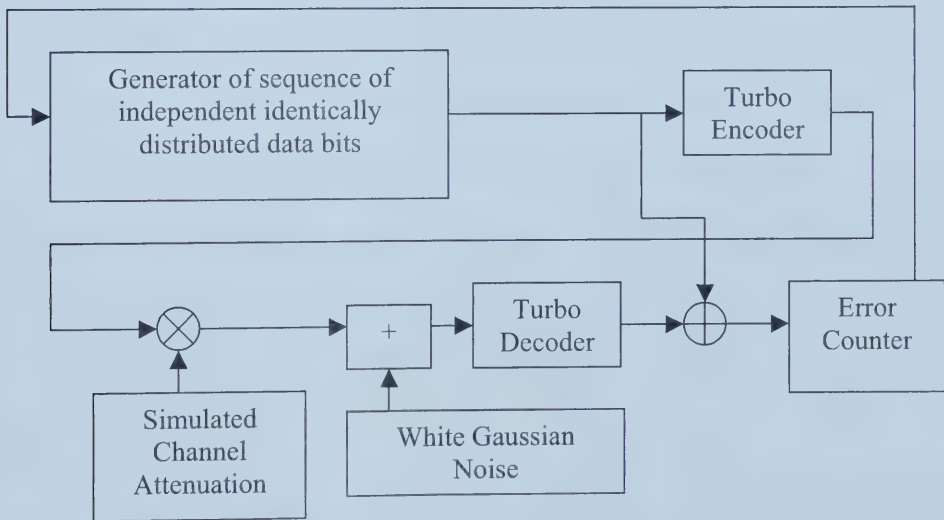 Generator of sequence of
independent identically
distributed data bits
Turbo
Encoder
+
Turbo
Decoder
Error
Counter
Simulated
Channel
Attenuation
White Gaussian
Noise